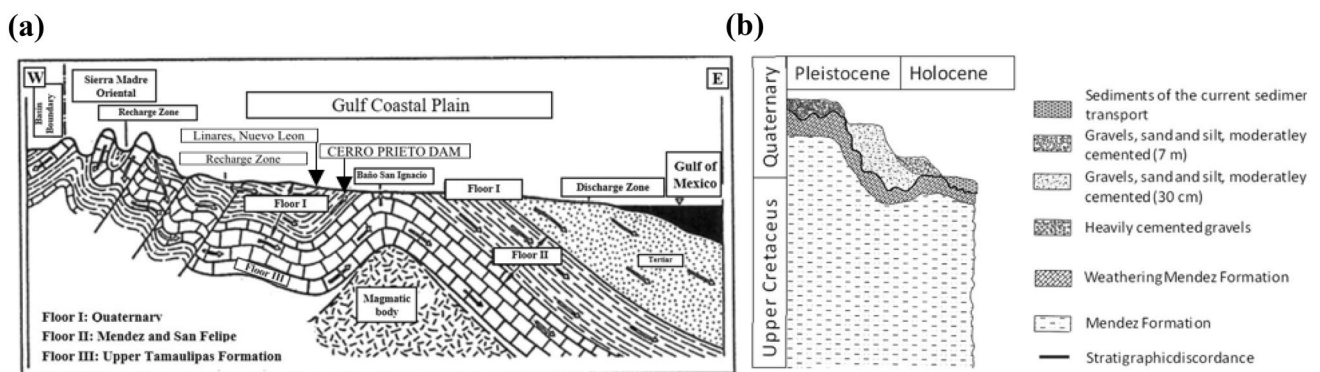 (a)
W
E
Basin
Boundary
Sierra Madre
Oriental
Recharge Zone
Gulf Coastal Plain
Linares, Nuevo Leon
Recharge Zone
CERRO PRIETO DAM
Baño San Ignacio
Floor I
Floor I
Discharge Zone
Gulf of
Mexico
Floor II
Floor III
Tertiar
Magmatic
body
Floor I: Quaternary
Floor II: Mendez and San Felipe
Floor III: Upper Tamaulipas Formation
(b)
Pleistocene
Holocene
Quaternary
Upper Cretaceus
Sediments of the current sedimer
transport
Gravels, sand and silt, moderatley
cemented (7 m)
Gravels, sand and silt, moderatley
cemented (30 cm)
Heavily cemented gravels
Weathering Mendez Formation
Mendez Formation
Stratigraphic discordance